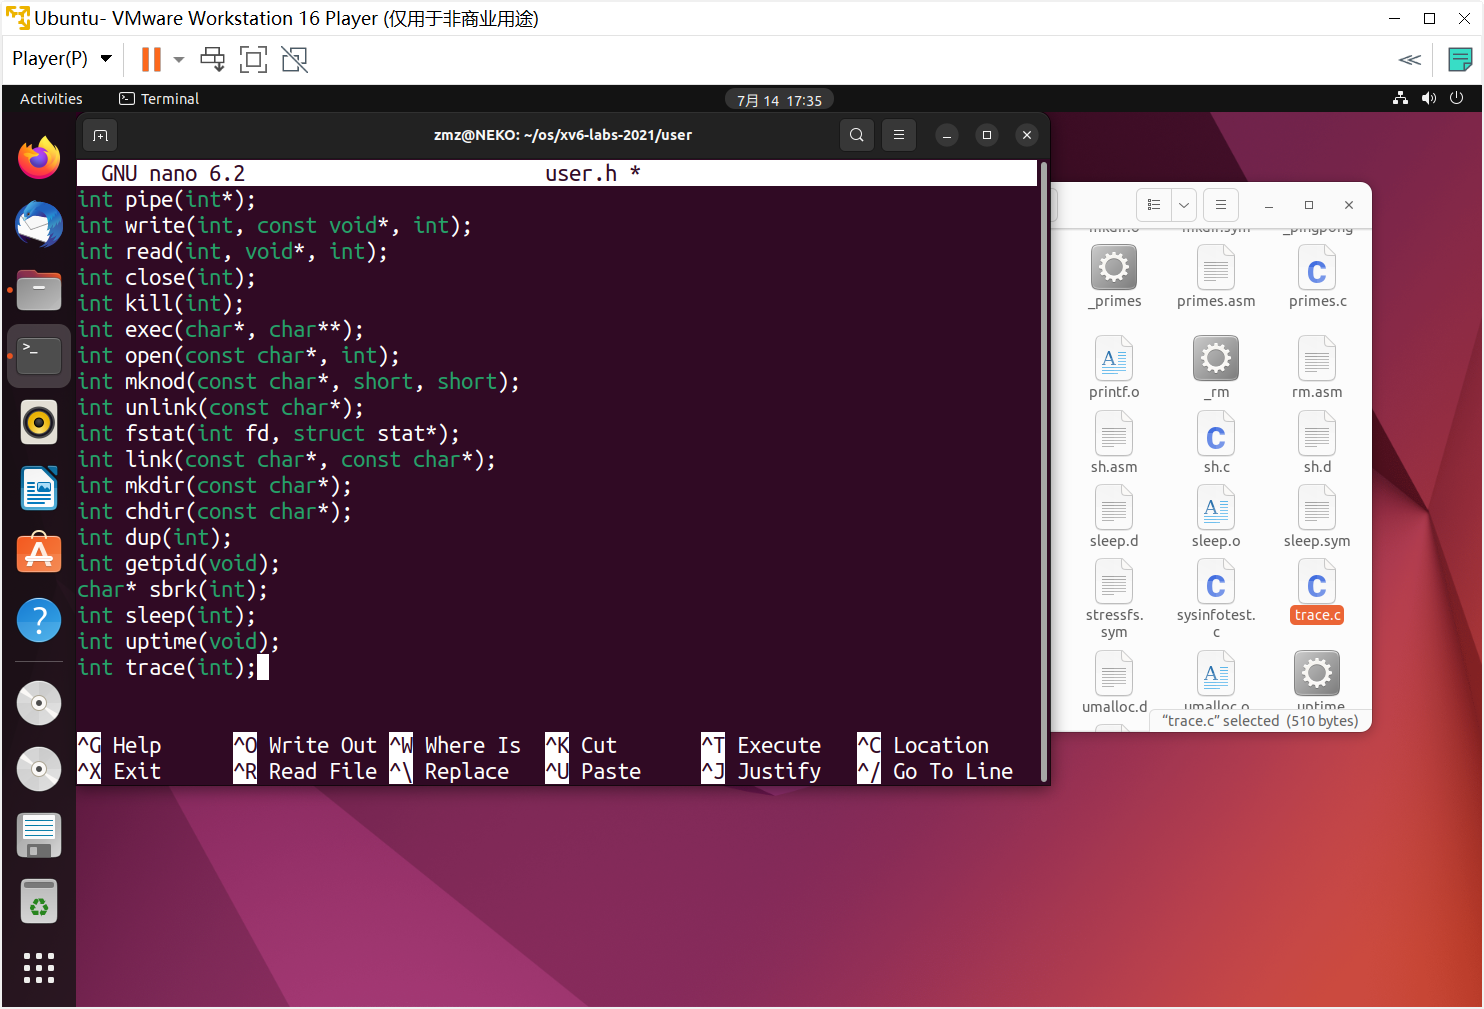 Ubuntu- VMware Workstation 16 Player (仅用于非商业用途)
Player(P)
Activities
Terminal
7月 14 17:35
zmz@NEKO: ~/os/xv6-labs-2021/user
GNU nano 6.2 user.h *
int pipe(int*);
int write(int, const void*, int);
int read(int, void*, int);
int close(int);
int kill(int);
int exec(char*, char**);
int open(const char*, int);
int mknod(const char*, short, short);
int unlink(const char*);
int fstat(int fd, struct stat*);
int link(const char*, const char*);
int mkdir(const char*);
int chdir(const char*);
int dup(int);
int getpid(void);
char* sbrk(int);
int sleep(int);
int uptime(void);
int trace(int);
^G Help ^O Write Out ^W Where Is ^K Cut ^T Execute ^C Location
^X Exit ^R Read File ^\ Replace ^U Paste ^J Justify ^/ Go To Line
mkdir.o mkdir.sym _pingpong
_primes primes.asm primes.c
printf.o _rm rm.asm
sh.asm sh.c sh.d
sleep.d sleep.o sleep.sym
stressfs.sym sysinfotest.c trace.c
umalloc.d umalloc.o uptime
"trace.c" selected (510 bytes)